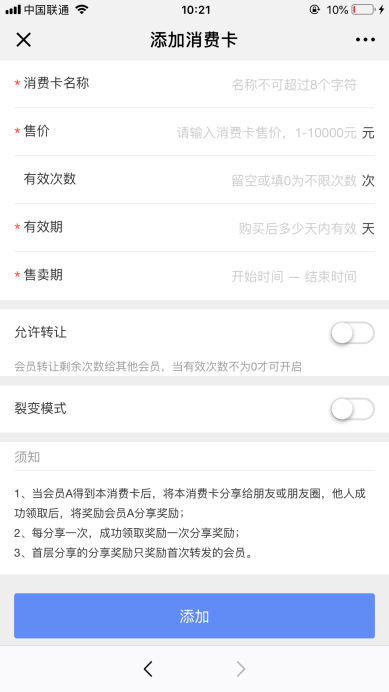 中国联通 10:21 10%
添加消费卡
* 消费卡名称 名称不可超过8个字符
* 售价 请输入消费卡售价，1-10000元 元
有效次数 留空或填0为不限次数 次
* 有效期 购买后多少天内有效 天
* 售卖期 开始时间 — 结束时间
允许转让
会员转让剩余次数给其他会员，当有效次数不为0才可开启
裂变模式
须知
1、当会员A得到本消费卡后，将本消费卡分享给朋友或朋友圈，他人成
功领取后，将奖励会员A分享奖励；
2、每分享一次，成功领取奖励一次分享奖励；
3、首层分享的分享奖励只奖励首次转发的会员。
添加